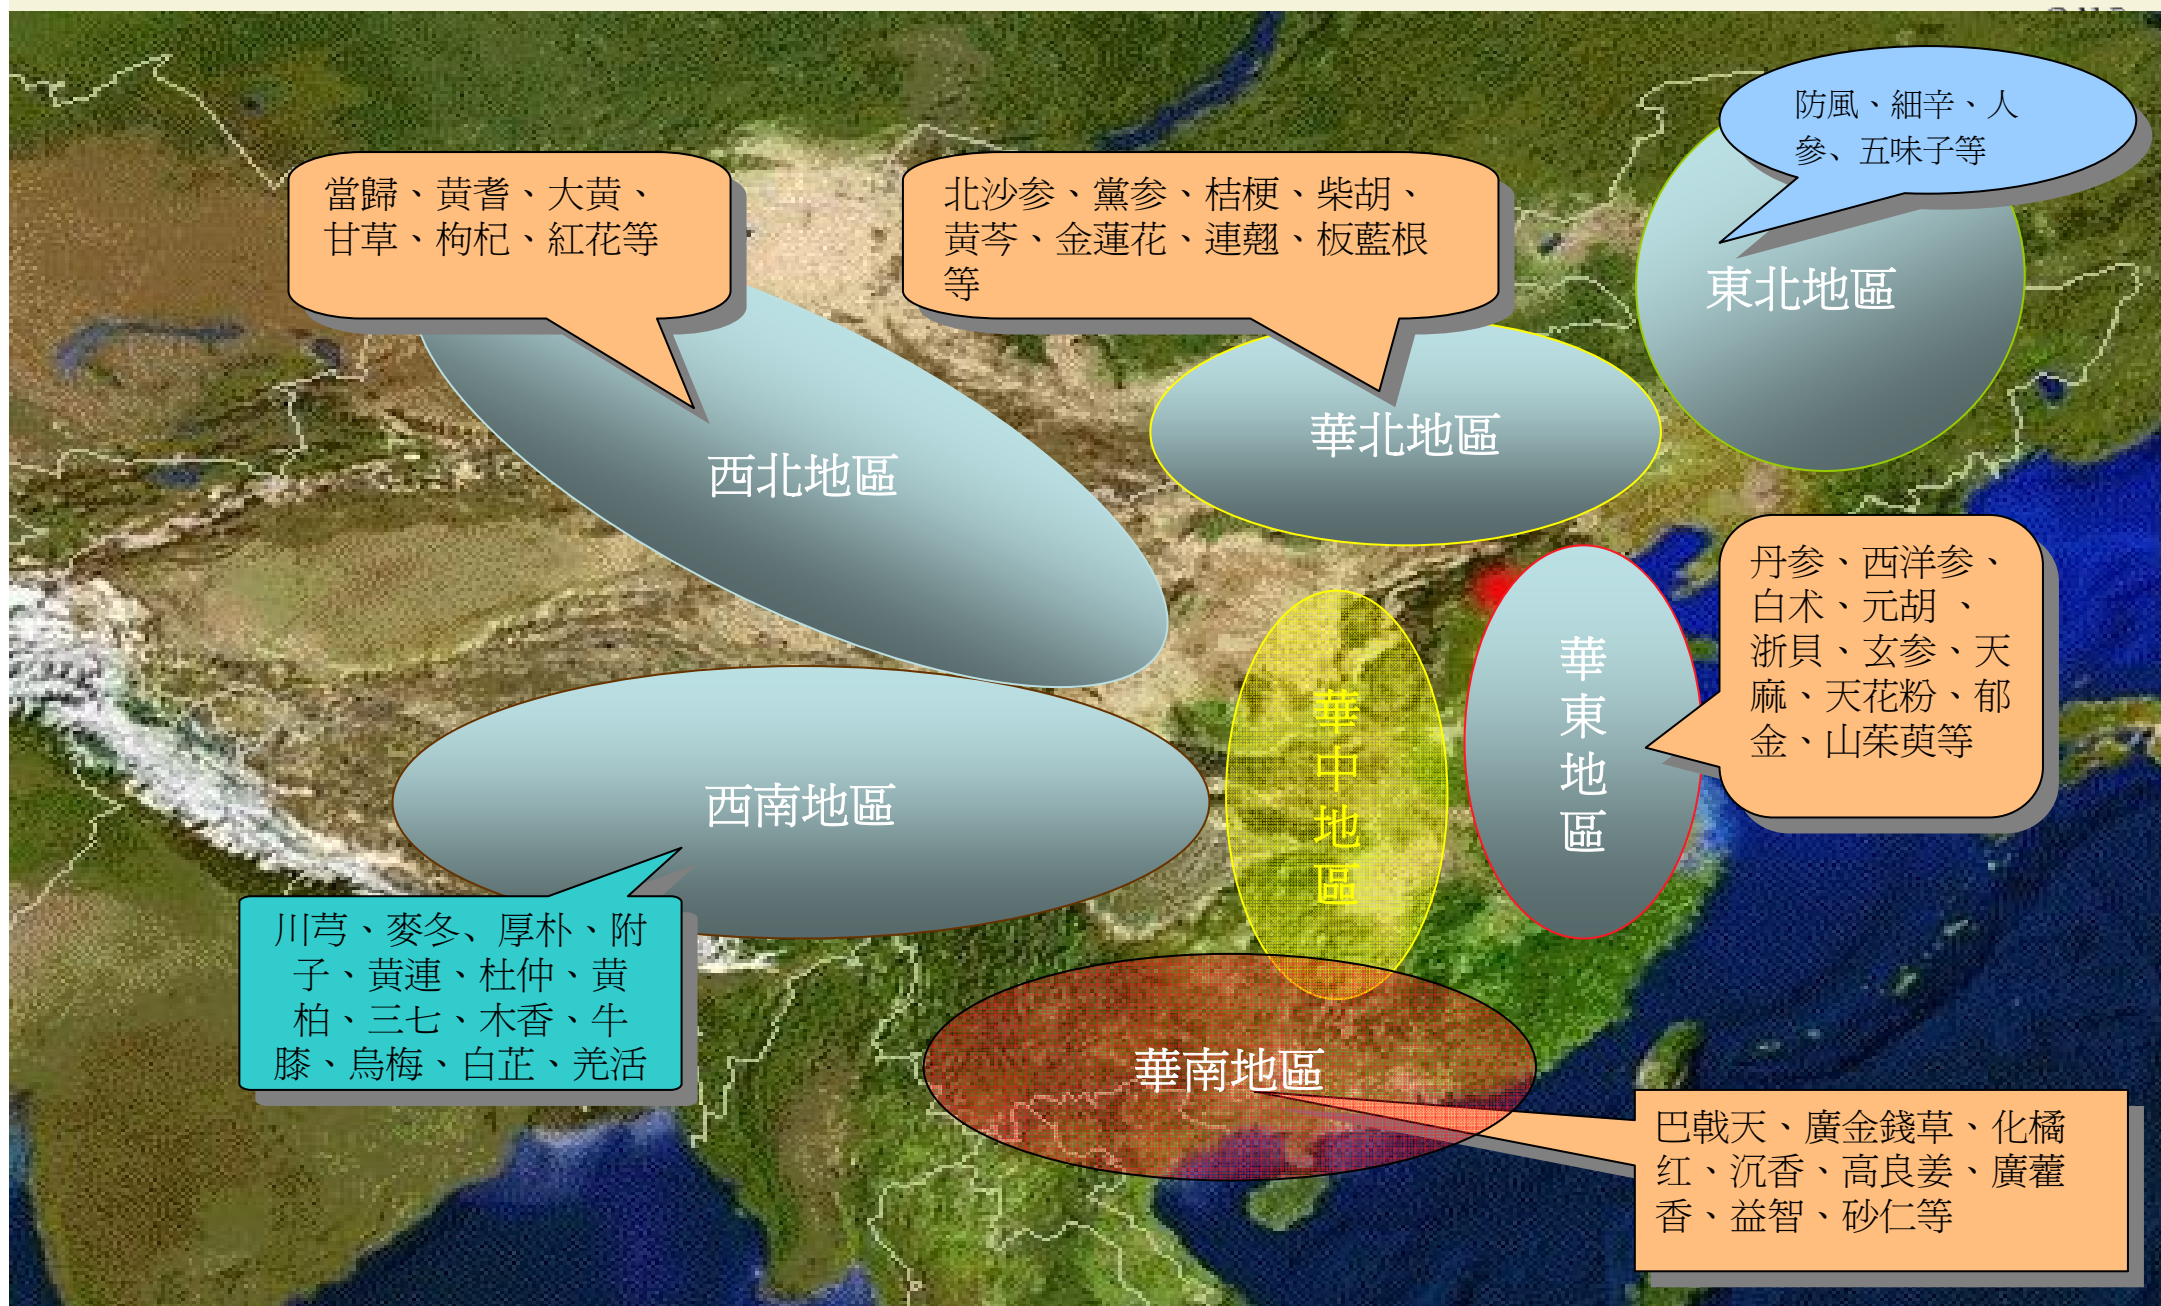 防風、細辛、人
參、五味子等
當歸、黃耆、大黃、
甘草、枸杞、紅花等
北沙参、黨参、桔梗、柴胡、
黃芩、金蓮花、連翹、板藍根
等
東北地區
華北地區
西北地區
丹参、西洋参、
白术、元胡 、
浙貝、玄参、天
麻、天花粉、郁
金、山茱萸等
華東地區
華中地區
西南地區
川芎、麥冬、厚朴、附
子、黃連、杜仲、黃
柏、三七、木香、牛
膝、烏梅、白芷、羌活
華南地區
巴戟天、廣金錢草、化橘
红、沉香、高良姜、廣藿
香、益智、砂仁等